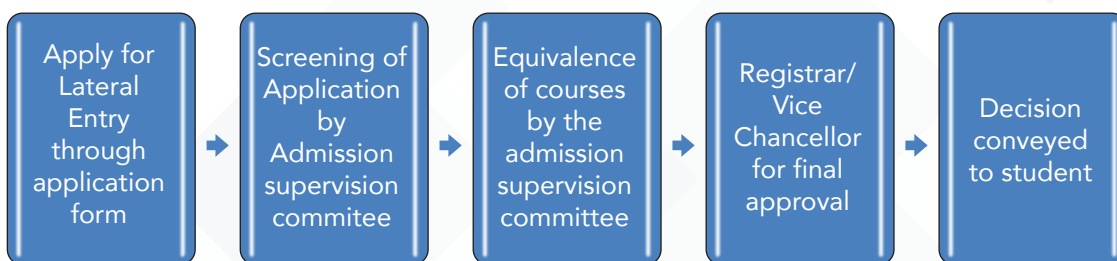 Apply for
Lateral
Entry
through
application
form
Screening of
Application
by
Admission
supervision
commitee
Equivalence
of courses
by the
admission
supervision
committee
Registrar/
Vice
Chancellor
for final
approval
Decision
conveyed
to student